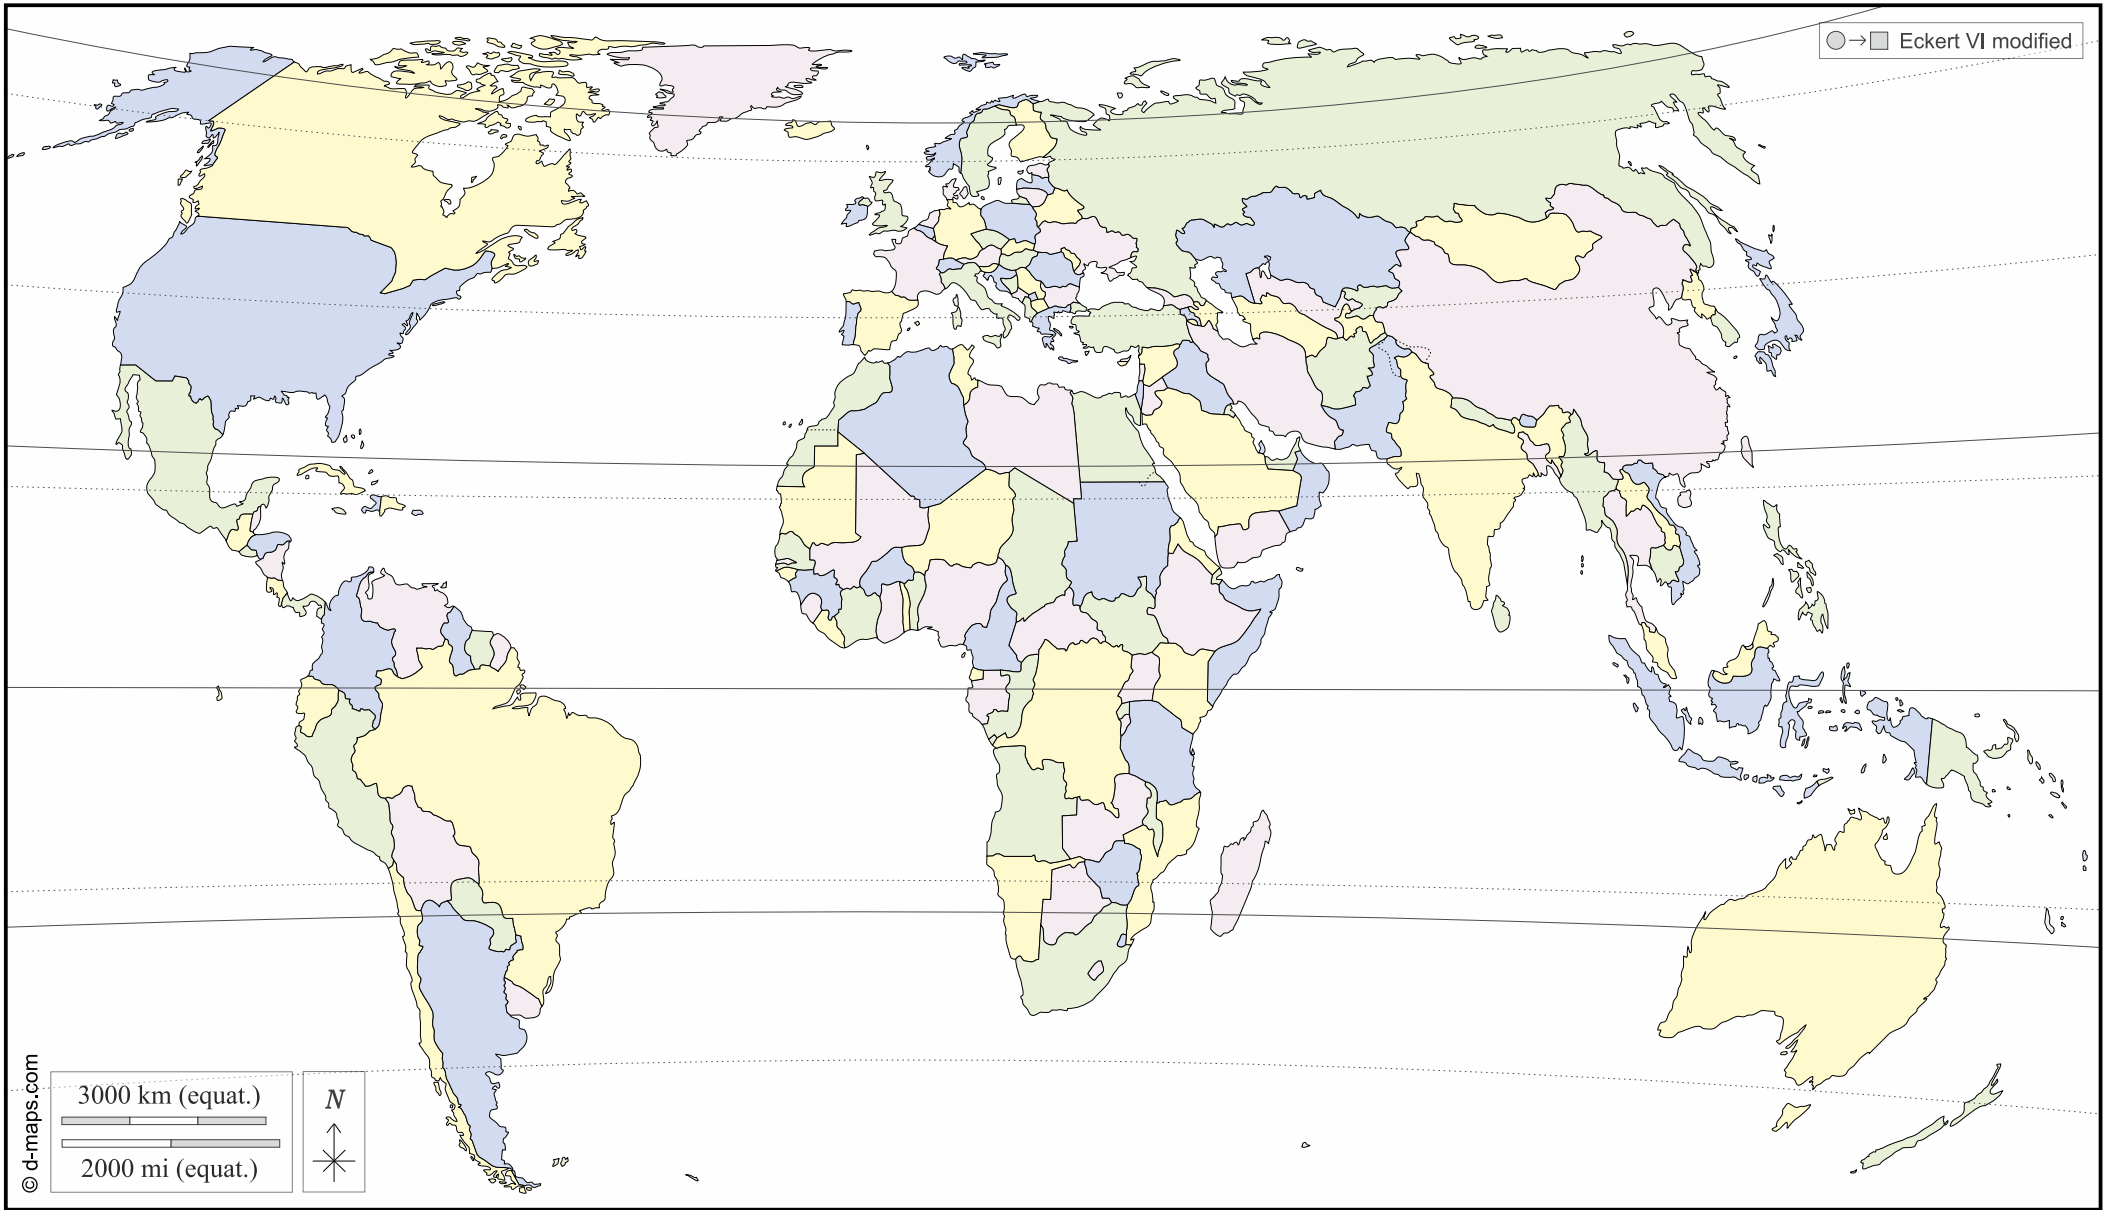 Eckert VI modified
3000 km (equat.)
2000 mi (equat.)
N
© d-maps.com